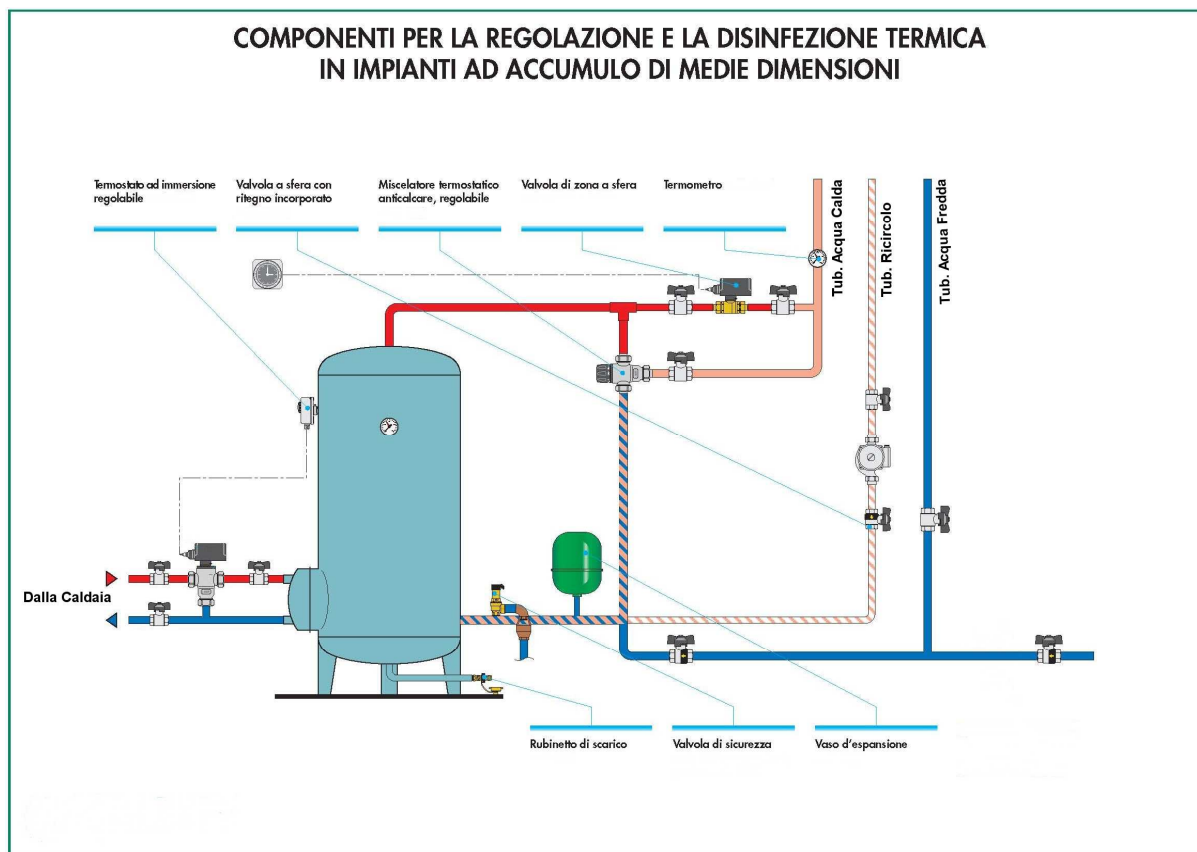 COMPONENTI PER LA REGOLAZIONE E LA DISINFEZIONE TERMICA
IN IMPIANTI AD ACCUMULO DI MEDIE DIMENSIONI
Termostato ad immersione
regolabile
Valvola a sfera con
ritegno incorporato
Miscelatore termostatico
anticalcare, regolabile
Valvola di zona a sfera
Termometro
Tub. Acqua Calda
Tub. Ricircolo
Tub. Acqua Fredda
Dalla Caldaia
Rubinetto di scarico
Valvola di sicurezza
Vaso d'espansione